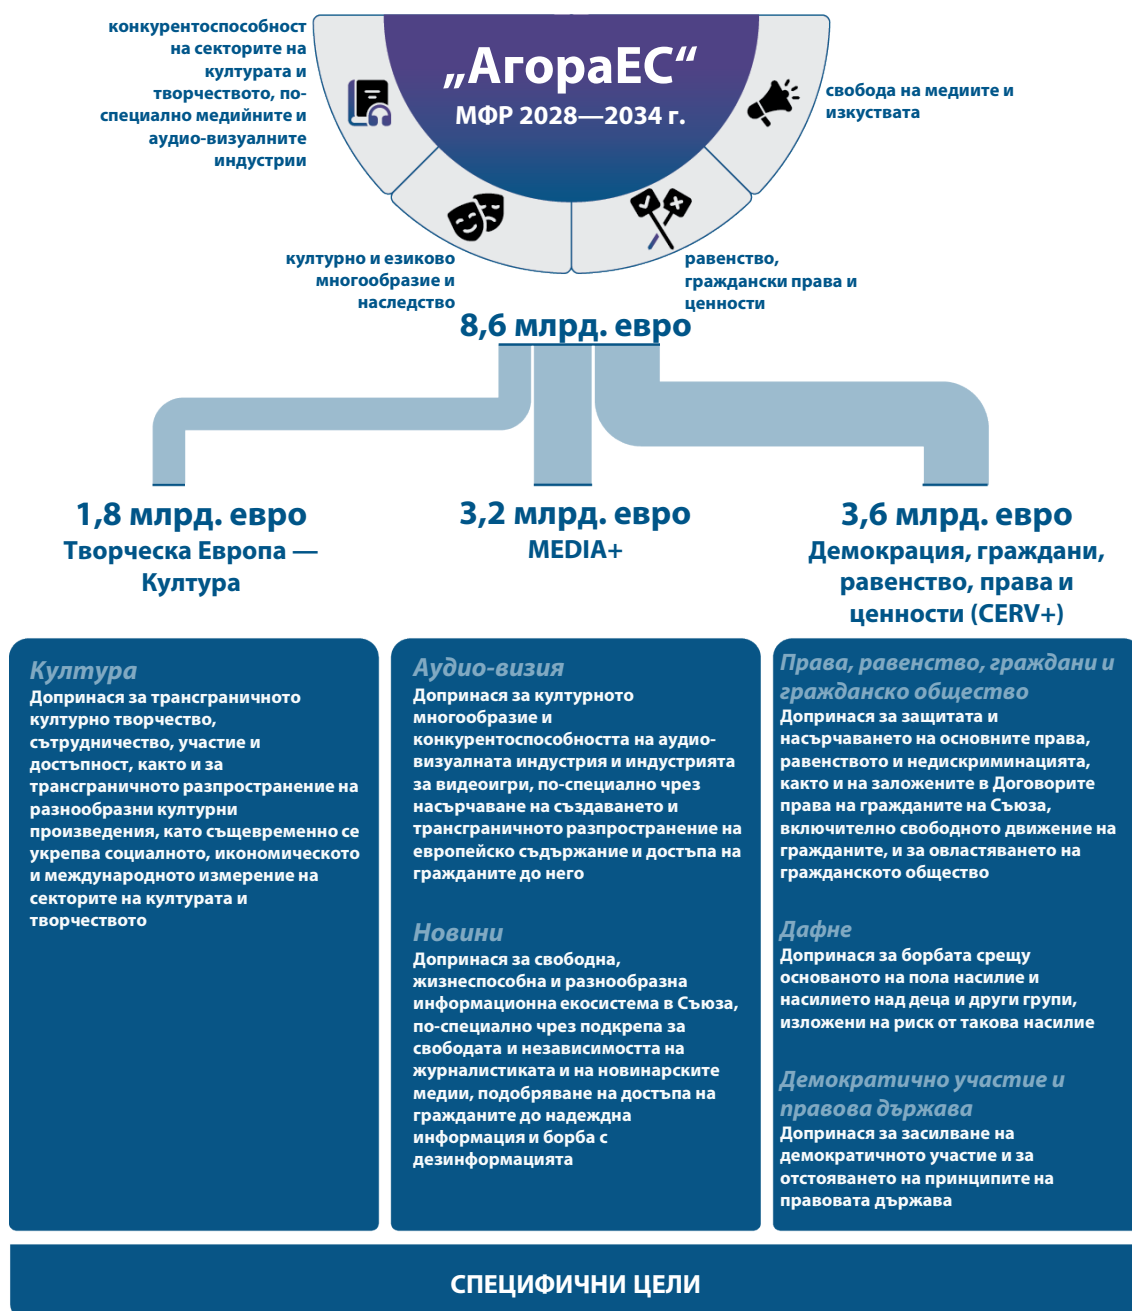 конкурентоспособност
на секторите на
културата и
творчеството, по-
специално медийните и
аудио-визуалните
индустрии
„АгораЕС“
МФР 2028—2034 г.
свобода на медиите и
изкуствата
културно и езиково
многообразие и
наследство
равенство,
граждански права и
ценности
8,6 млрд. евро
1,8 млрд. евро
Творческа Европа —
Култура
3,2 млрд. евро
MEDIA+
3,6 млрд. евро
Демокрация, граждани,
равенство, права и
ценности (CERV+)
Култура
Допринася за трансграничното
културно творчество,
сътрудничество, участие и
достъпност, както и за
трансграничното разпространение на
разнообразни културни
произведения, като същевременно се
укрепва социалното, икономическото
и международното измерение на
секторите на културата и
творчеството
Аудио-визия
Допринася за културното
многообразие и
конкурентоспособността на аудио-
визуалната индустрия и индустрията
за видеоигри, по-специално чрез
насърчаване на създаването и
трансграничното разпространение на
европейско съдържание и достъпа на
гражданите до него
Новини
Допринася за свободна,
жизнеспособна и разнообразна
информационна екосистема в Съюза,
по-специално чрез подкрепа за
свободата и независимостта на
журналистиката и на новинарските
медии, подобряване на достъпа на
гражданите до надеждна
информация и борба с
дезинформацията
Права, равенство, граждани и
гражданско общество
Допринася за защитата и
насърчаването на основните права,
равенството и недискриминацията,
както и на заложените в Договорите
права на гражданите на Съюза,
включително свободното движение на
гражданите, и за овластяването на
гражданското общество
Дафне
Допринася за борбата срещу
основаното на пола насилие и
насилието над деца и други групи,
изложени на риск от такова насилие
Демократично участие и
правова държава
Допринася за засилване на
демократичното участие и за
отстояването на принципите на
правовата държава
СПЕЦИФИЧНИ ЦЕЛИ